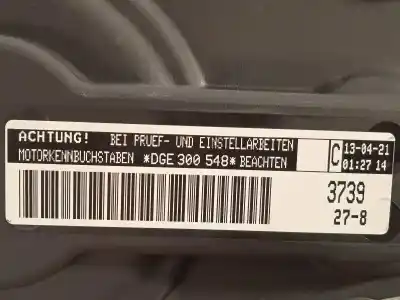 ACHTUNG! BEI PRUEF- UND EINSTELLARBEITEN
MOTORKENNBUCHSTABEN *DGE 300 548* BEACHTEN
C
13-04-21
01:27 14
3739
27-8